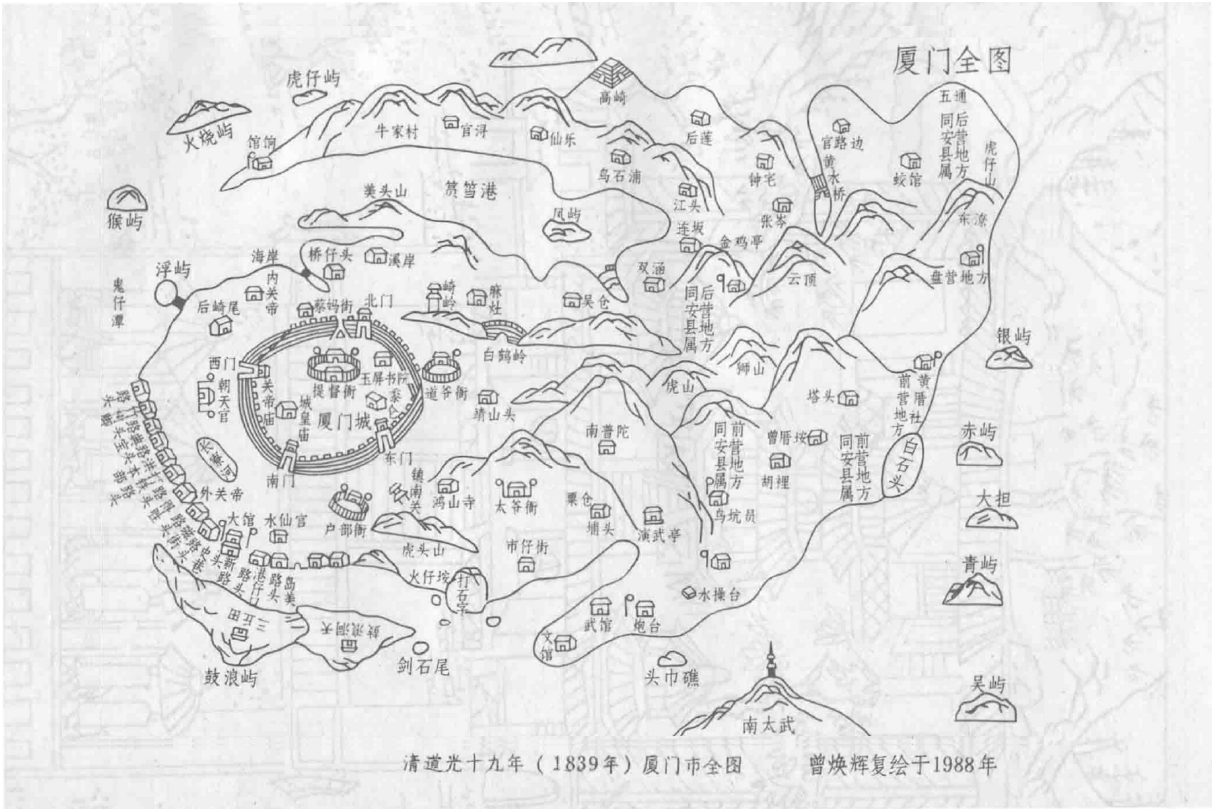 厦门全图
虎仔屿
火烧屿
高崎
五通
牛家村
官浔
仙乐
后莲
官路边
后营地方
同安县属
虎仔山
馆饷
乌石浦
钟宅
黄水桥
蛟馆
猴屿
美头山
筼筜港
江头
张岑
东潦
凤屿
连坂
金鸡亭
海岸
桥仔头
溪岸
双涵
云顶
盘营地方
浮屿
鬼仔潭
内关帝
后崎尾
蔡妈街
北门
崎岭
麻灶
吴仓
后营地方
同安县属
银屿
白鹤岭
西门
朝天宫
关帝庙
提督衙
玉屏书院
道爷衙
狮山
虎山
黄厝社
前营地方
城皇庙
厦门城
靖山头
塔头
赤屿
南普陀
前营地方
同安县属
曾厝垵
前营地方
同安县属
白石头
胡裡
东门
南门
镇南关
外关帝
鸿山寺
太爷衙
粟仓
埔头
演武亭
乌坑员
大担
大馆
水仙宫
户部衙
虎头山
市仔街
青屿
火仔垵
打石字
水操台
武馆
炮台
文馆
三丘田
鼓浪洞天
鼓浪屿
剑石尾
头巾礁
吴屿
南太武
清道光十九年（1839年）厦门市全图
曾焕辉复绘于1988年